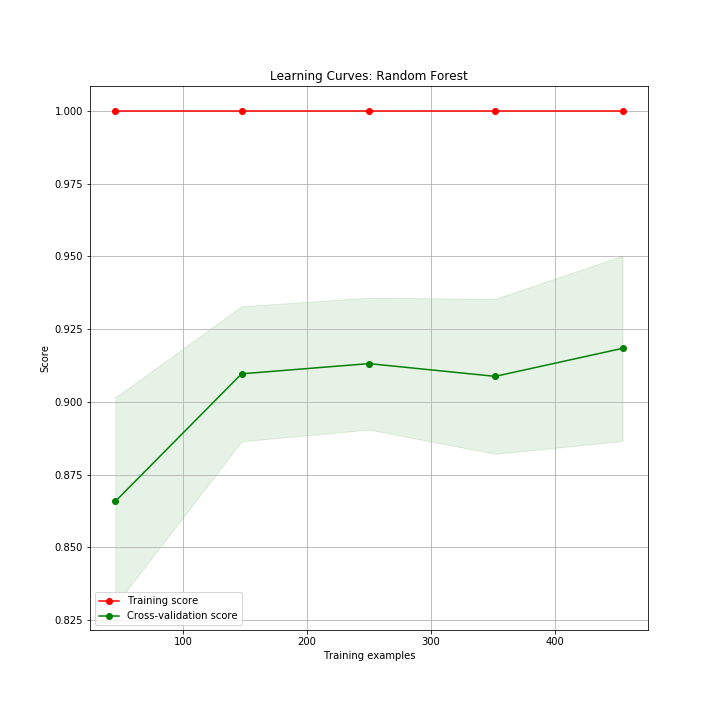 Learning Curves: Random Forest
1.000
0.975
0.950
0.925
0.900
0.875
0.850
0.825
Score
Training score
Cross-validation score
100 200 300 400
Training examples